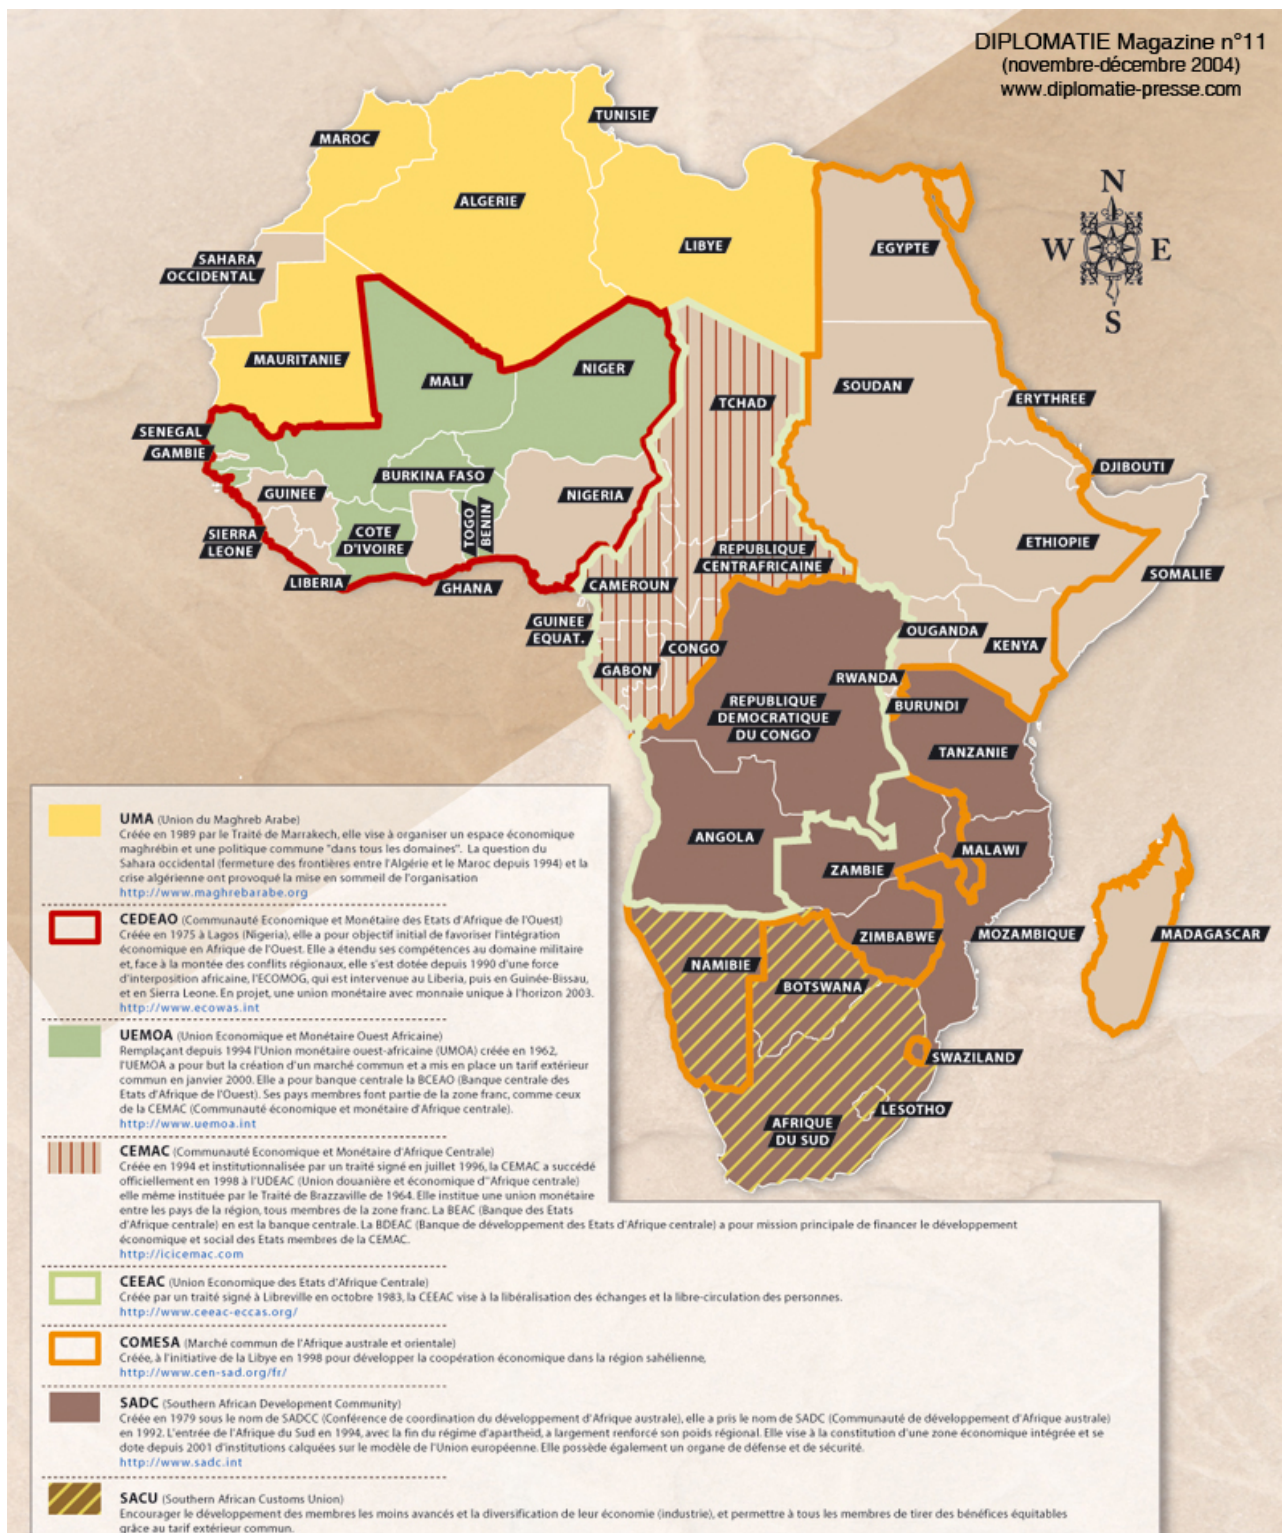 DIPLOMATIE Magazine n°11
(novembre-décembre 2004)
www.diplomatie-presse.com
TUNISIE
MAROC
ALGERIE
LIBYE
EGYPTE
SAHARA
OCCIDENTAL
N
W E
S
MAURITANIE
MALI
NIGER
TCHAD
SOUDAN
ERYTHREE
SENEGAL
GAMBIE
DJIBOUTI
BURKINA FASO
GUINEE
NIGERIA
SIERRA
LEONE
COTE
D'IVOIRE
TOGO
BENIN
LIBERIA
GHANA
CAMEROUN
REPUBLIQUE
CENTRAFRICAINE
ETHIOPIE
SOMALIE
GUINEE
EQUAT.
OUGANDA
KENYA
CONGO
GABON
RWANDA
REPUBLIQUE
DEMOCRATIQUE
DU CONGO
BURUNDI
TANZANIE
ANGOLA
MALAWI
ZAMBIE
ZIMBABWE
MOZAMBIQUE
MADAGASCAR
NAMIBIE
BOTSWANA
SWAZILAND
LESOTHO
AFRIQUE
DU SUD
UMA (Union du Maghreb Arabe)
Créée en 1989 par le Traité de Marrakech, elle vise à organiser un espace économique
maghrébin et une politique commune "dans tous les domaines". La question du
Sahara occidental (fermeture des frontières entre l'Algérie et le Maroc depuis 1994) et la
crise algérienne ont provoqué la mise en sommeil de l'organisation
http://www.maghrebarabe.org
CEDEAO (Communauté Economique et Monétaire des Etats d'Afrique de l'Ouest)
Créée en 1975 à Lagos (Nigeria), elle a pour objectif initial de favoriser l'intégration
économique en Afrique de l'Ouest. Elle a étendu ses compétences au domaine militaire
et, face à la montée des conflits régionaux, elle s'est dotée depuis 1990 d'une force
d'interposition africaine, l'ECOMOG, qui est intervenue au Liberia, puis en Guinée-Bissau,
et en Sierra Leone. En projet, une union monétaire avec monnaie unique à l'horizon 2003.
http://www.ecowas.int
UEMOA (Union Economique et Monétaire Ouest Africaine)
Remplaçant depuis 1994 l'Union monétaire ouest-africaine (UMOA) créée en 1962,
l'UEMOA a pour but la création d'un marché commun et a mis en place un tarif extérieur
commun en janvier 2000. Elle a pour banque centrale la BCEAO (Banque centrale des
Etats d'Afrique de l'Ouest). Ses pays membres font partie de la zone franc, comme ceux
de la CEMAC (Communauté économique et monétaire d'Afrique centrale).
http://www.uemoa.int
CEMAC (Communauté Economique et Monétaire d'Afrique Centrale)
Créée en 1994 et institutionnalisée par un traité signé en juillet 1996, la CEMAC a succédé
officiellement en 1998 à l'UDEAC (Union douanière et économique d''Afrique centrale)
elle même instituée par le Traité de Brazzaville de 1964. Elle institue une union monétaire
entre les pays de la région, tous membres de la zone franc. La BEAC (Banque des Etats
d'Afrique centrale) en est la banque centrale. La BDEAC (Banque de développement des Etats d'Afrique centrale) a pour mission principale de financer le développement
économique et social des Etats membres de la CEMAC.
http://icicemac.com
CEEAC (Union Economique des Etats d'Afrique Centrale)
Créée par un traité signé à Libreville en octobre 1983, la CEEAC vise à la libéralisation des échanges et la libre-circulation des personnes.
http://www.ceeac-eccas.org/
COMESA (Marché commun de l'Afrique australe et orientale)
Créée, à l'initiative de la Libye en 1998 pour développer la coopération économique dans la région sahélienne,
http://www.cen-sad.org/fr/
SADC (Southern African Development Community)
Créée en 1979 sous le nom de SADCC (Conférence de coordination du développement d'Afrique australe), elle a pris le nom de SADC (Communauté de développement d'Afrique australe)
en 1992. L'entrée de l'Afrique du Sud en 1994, avec la fin du régime d'apartheid, a largement renforcé son poids régional. Elle vise à la constitution d'une zone économique intégrée et se
dote depuis 2001 d'institutions calquées sur le modèle de l'Union européenne. Elle possède également un organe de défense et de sécurité.
http://www.sadc.int
SACU (Southern African Customs Union)
Encourager le développement des membres les moins avancés et la diversification de leur économie (industrie), et permettre à tous les membres de tirer des bénéfices équitables
grâce au tarif extérieur commun.